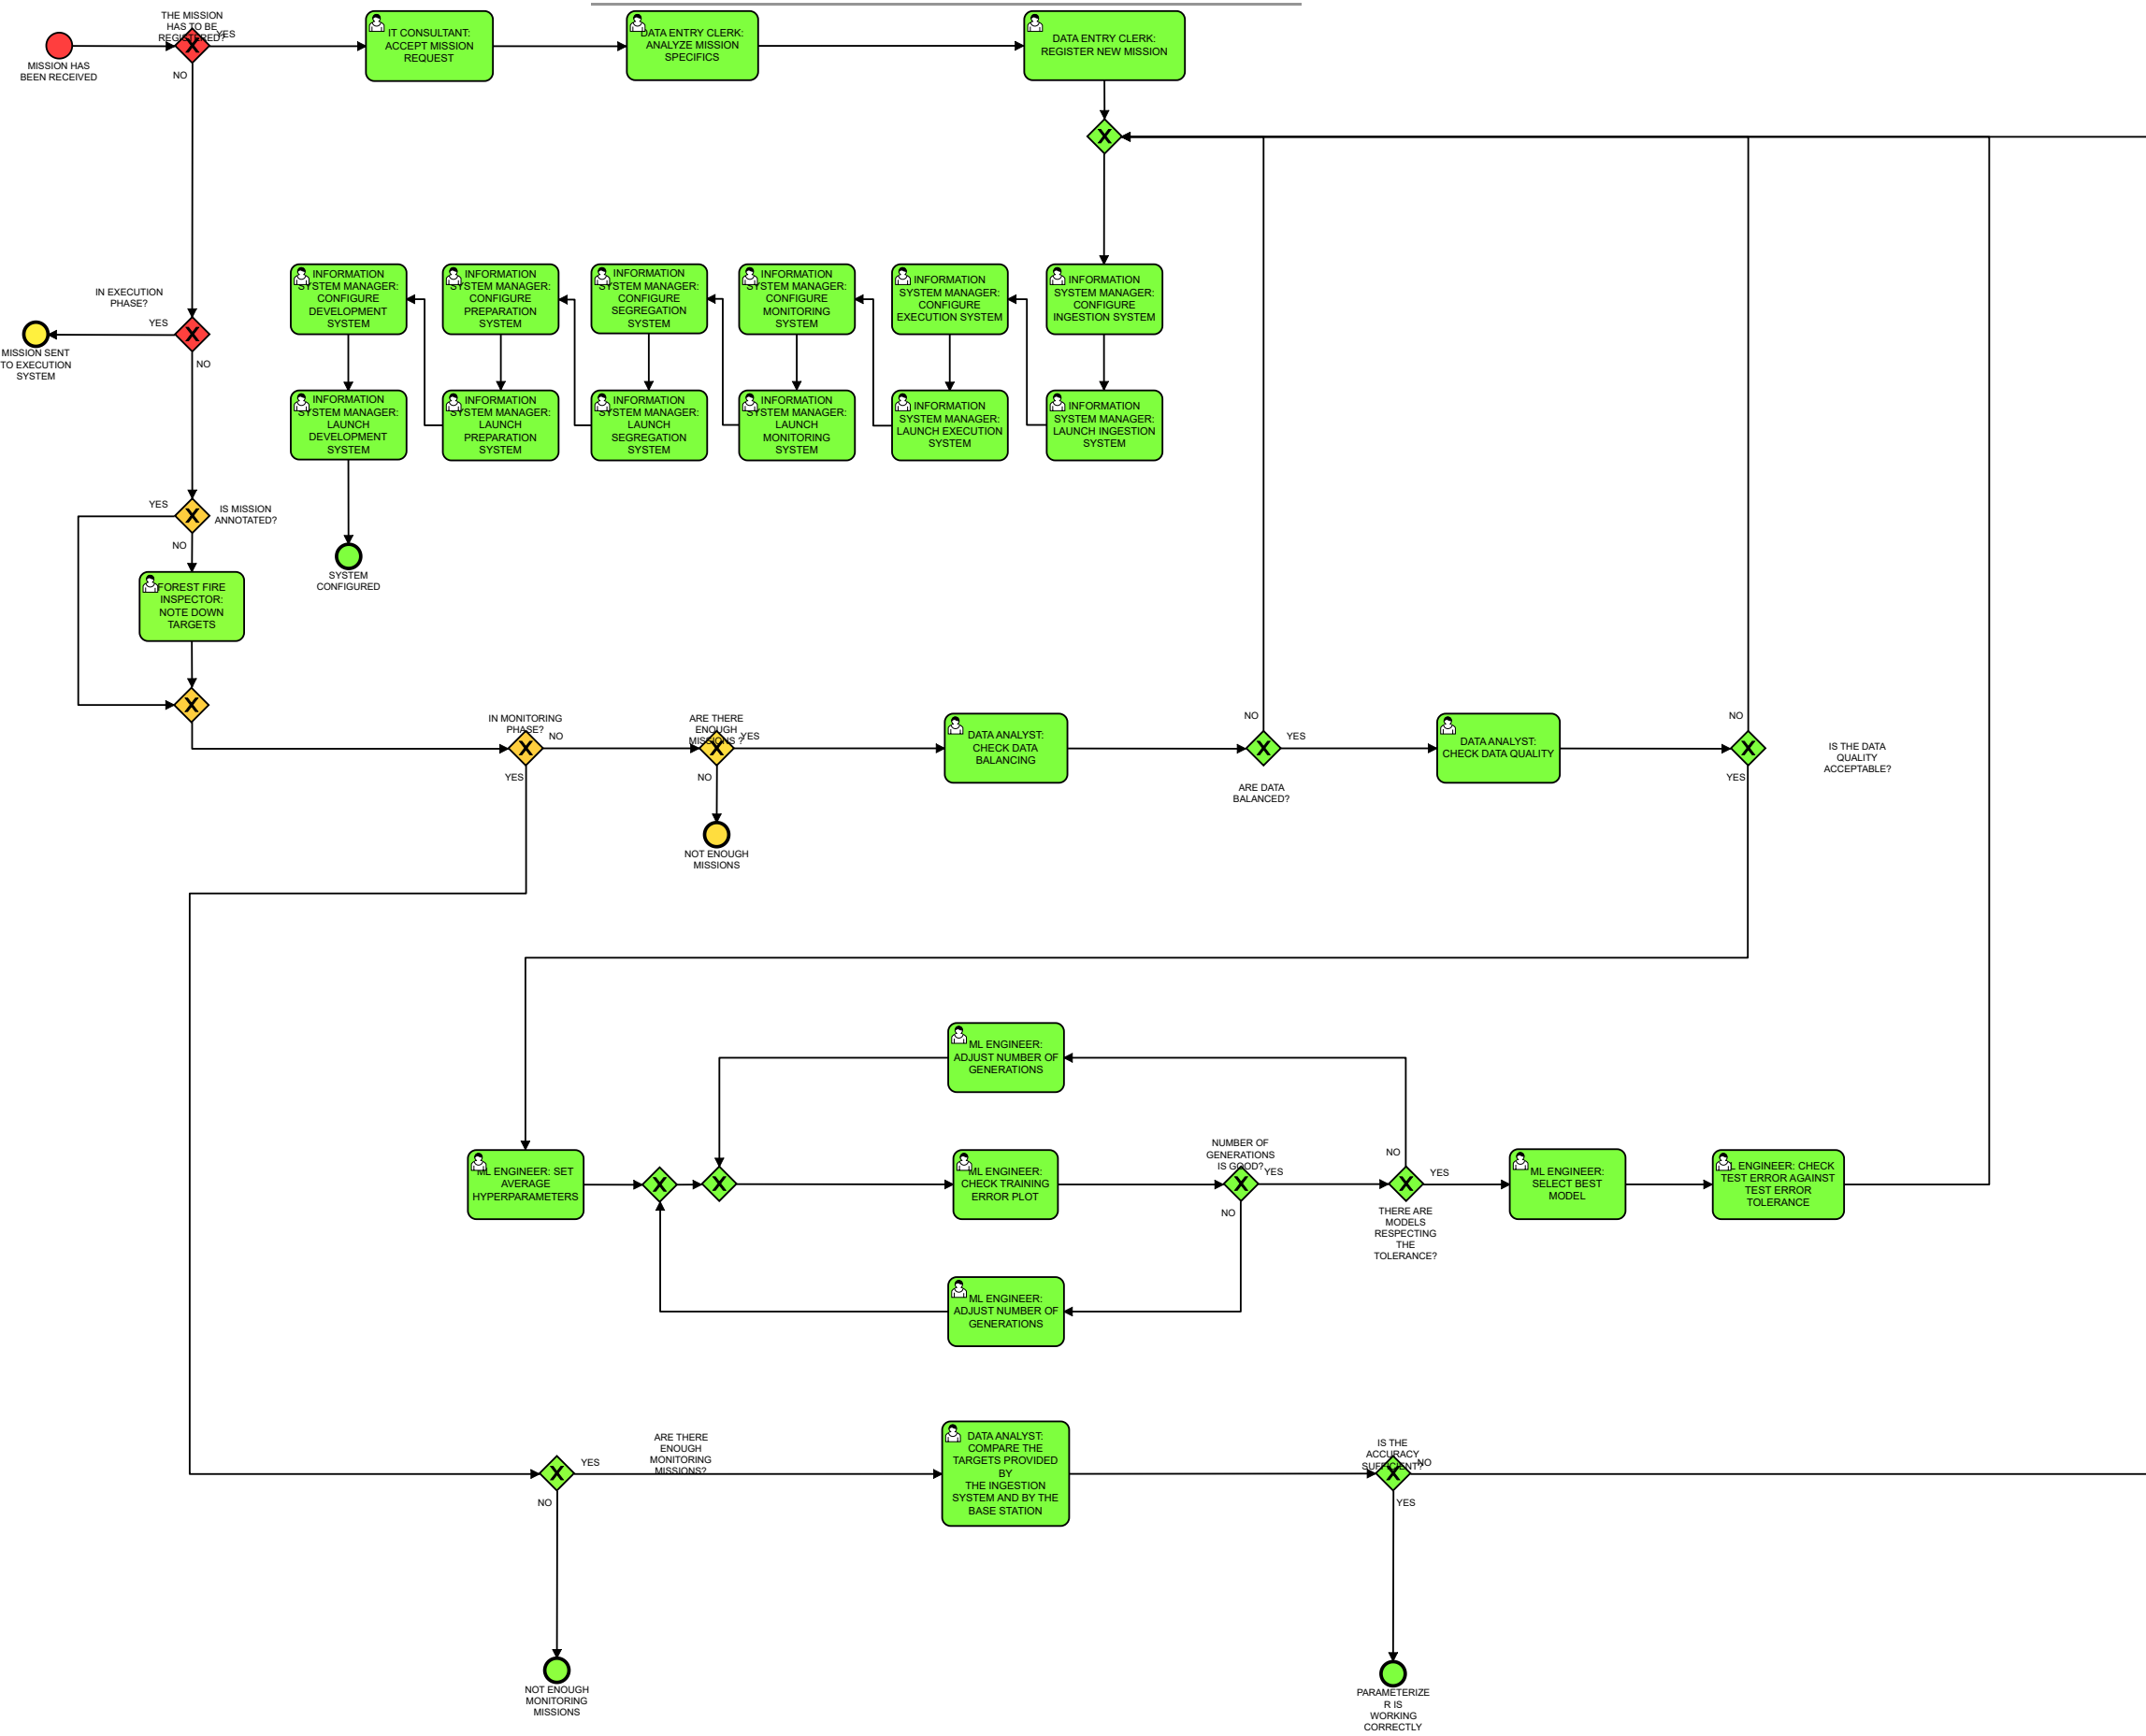 THE MISSION
HAS TO BE
REGISTERED?
YES
NO
MISSION HAS
BEEN RECEIVED
IT CONSULTANT:
ACCEPT MISSION
REQUEST
DATA ENTRY CLERK:
ANALYZE MISSION
SPECIFICS
DATA ENTRY CLERK:
REGISTER NEW MISSION
X
X
INFORMATION
SYSTEM MANAGER:
CONFIGURE
DEVELOPMENT
SYSTEM
INFORMATION
SYSTEM MANAGER:
CONFIGURE
PREPARATION
SYSTEM
INFORMATION
SYSTEM MANAGER:
CONFIGURE
SEGREGATION
SYSTEM
INFORMATION
SYSTEM MANAGER:
CONFIGURE
MONITORING
SYSTEM
INFORMATION
SYSTEM MANAGER:
CONFIGURE
EXECUTION SYSTEM
INFORMATION
SYSTEM MANAGER:
CONFIGURE
INGESTION SYSTEM
IN EXECUTION
PHASE?
YES
X
NO
MISSION SENT
TO EXECUTION
SYSTEM
INFORMATION
SYSTEM MANAGER:
LAUNCH
DEVELOPMENT
SYSTEM
INFORMATION
SYSTEM MANAGER:
LAUNCH
PREPARATION
SYSTEM
INFORMATION
SYSTEM MANAGER:
LAUNCH
SEGREGATION
SYSTEM
INFORMATION
SYSTEM MANAGER:
LAUNCH
MONITORING
SYSTEM
INFORMATION
SYSTEM MANAGER:
LAUNCH EXECUTION
SYSTEM
INFORMATION
SYSTEM MANAGER:
LAUNCH INGESTION
SYSTEM
YES
X
IS MISSION
ANNOTATED?
NO
SYSTEM
CONFIGURED
FOREST FIRE
INSPECTOR:
NOTE DOWN
TARGETS
X
IN MONITORING
PHASE?
X
NO
YES
ARE THERE
ENOUGH
MISSIONS ?
X
YES
NO
NOT ENOUGH
MISSIONS
DATA ANALYST:
CHECK DATA
BALANCING
NO
X
YES
ARE DATA
BALANCED?
DATA ANALYST:
CHECK DATA QUALITY
NO
X
YES
IS THE DATA
QUALITY
ACCEPTABLE?
ML ENGINEER:
ADJUST NUMBER OF
GENERATIONS
ML ENGINEER: SET
AVERAGE
HYPERPARAMETERS
X
X
ML ENGINEER:
CHECK TRAINING
ERROR PLOT
NUMBER OF
GENERATIONS
IS GOOD?
X
YES
NO
NO
X
YES
THERE ARE
MODELS
RESPECTING
THE
TOLERANCE?
ML ENGINEER:
SELECT BEST
MODEL
ENGINEER: CHECK
TEST ERROR AGAINST
TEST ERROR
TOLERANCE
ML ENGINEER:
ADJUST NUMBER OF
GENERATIONS
X
YES
NO
ARE THERE
ENOUGH
MONITORING
MISSIONS?
DATA ANALYST:
COMPARE THE
TARGETS PROVIDED
BY
THE INGESTION
SYSTEM AND BY THE
BASE STATION
IS THE
ACCURACY
SUFFICIENT?
X
NO
YES
NOT ENOUGH
MONITORING
MISSIONS
PARAMETERIZE
R IS
WORKING
CORRECTLY